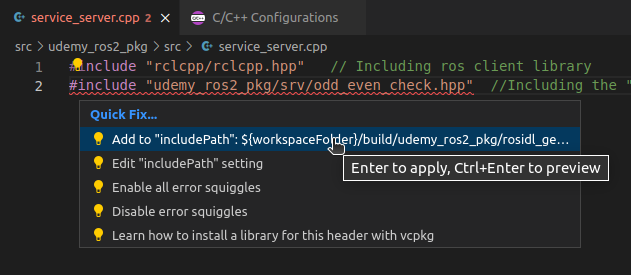 service_server.cpp 2 C/C++ Configurations
src > udemy_ros2_pkg > src > service_server.cpp
1 #include "rclcpp/rclcpp.hpp" // Including ros client library
2 #include "udemy_ros2_pkg/srv/odd_even_check.hpp" //Including the "
Quick Fix...
Add to "includePath": ${workspaceFolder}/build/udemy_ros2_pkg/rosidl_ge...
Enter to apply, Ctrl+Enter to preview
Edit "includePath" setting
Enable all error squiggles
Disable error squiggles
Learn how to install a library for this header with vcpkg